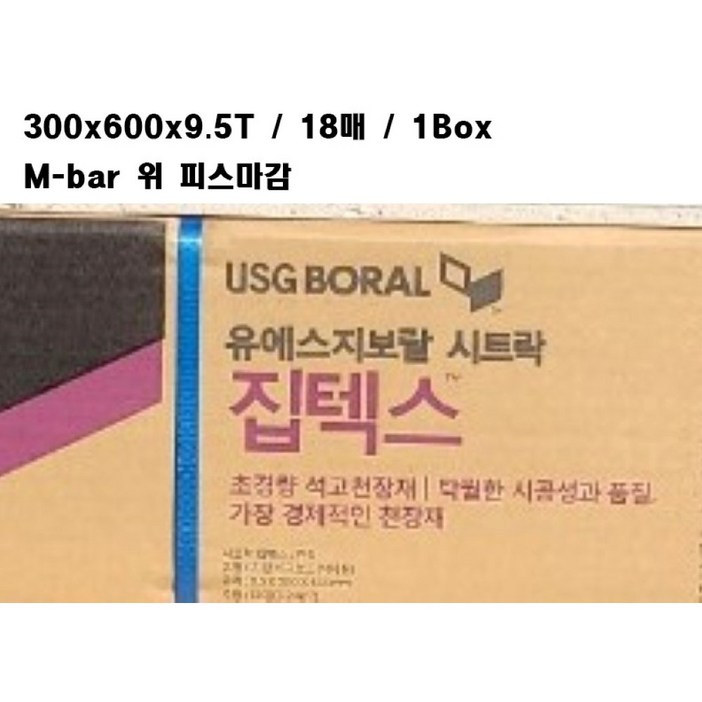 300x600x9.5T / 18매 / 1Box
M-bar 위 피스마감
USG BORAL
유에스지보랄 시트락
집텍스™
초경량 석고천장재 | 탁월한 시공성과 품질
가장 경제적인 천장재